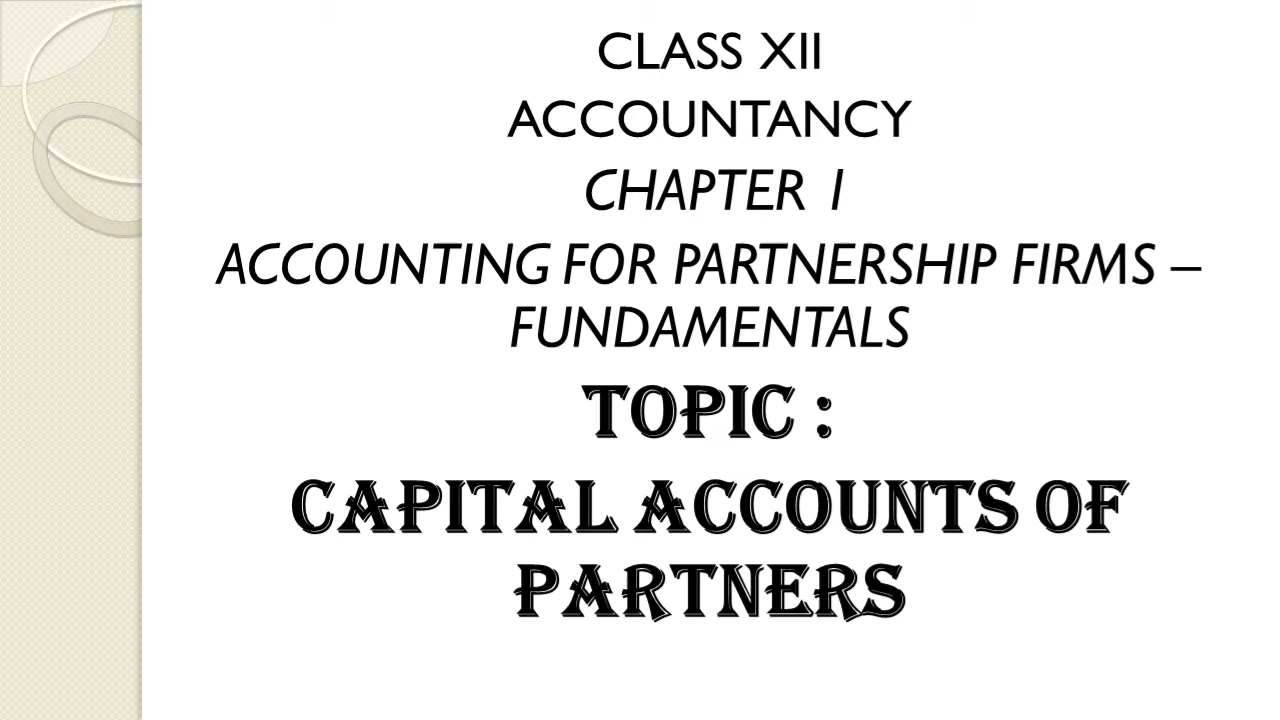 CLASS XII
ACCOUNTANCY
CHAPTER 1
ACCOUNTING FOR PARTNERSHIP FIRMS –
FUNDAMENTALS
TOPIC :
CAPITAL ACCOUNTS OF
PARTNERS